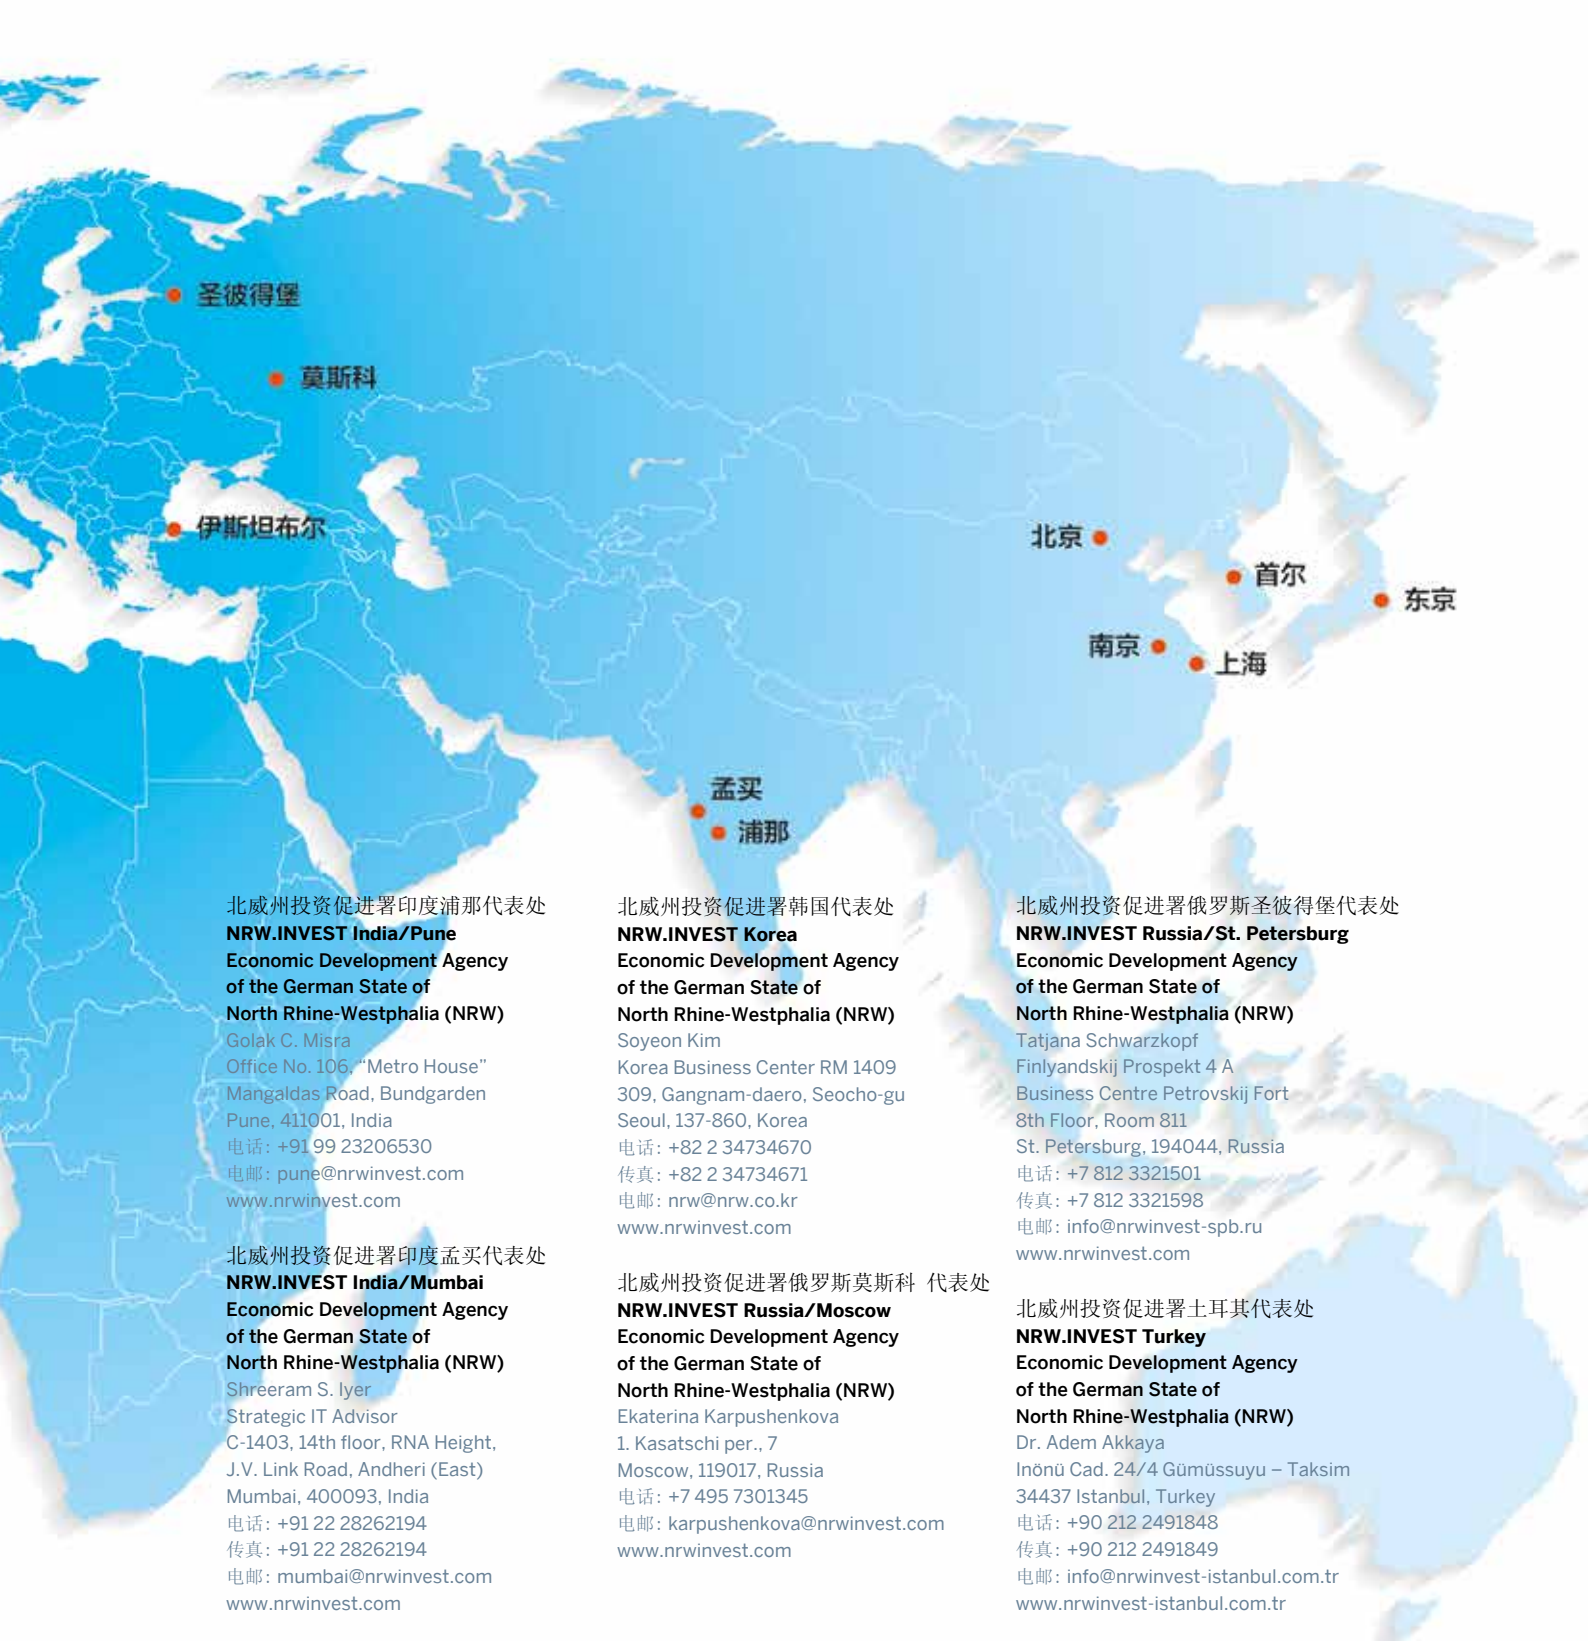 圣彼得堡
莫斯科
伊斯坦布尔
北京
首尔
东京
南京
上海
孟买
浦那
北威州投资促进署印度浦那代表处
NRW.INVEST India/Pune
Economic Development Agency
of the German State of
North Rhine-Westphalia (NRW)
Golak C. Misra
Office No. 106, “Metro House”
Mangaldas Road, Bundgarden
Pune, 411001, India
电话: +91 99 23206530
电邮: pune@nrwinvest.com
www.nrwinvest.com
北威州投资促进署印度孟买代表处
NRW.INVEST India/Mumbai
Economic Development Agency
of the German State of
North Rhine-Westphalia (NRW)
Shreeram S. Iyer
Strategic IT Advisor
C-1403, 14th floor, RNA Height,
J.V. Link Road, Andheri (East)
Mumbai, 400093, India
电话: +91 22 28262194
传真: +91 22 28262194
电邮: mumbai@nrwinvest.com
www.nrwinvest.com
北威州投资促进署韩国代表处
NRW.INVEST Korea
Economic Development Agency
of the German State of
North Rhine-Westphalia (NRW)
Soyeon Kim
Korea Business Center RM 1409
309, Gangnam-daero, Seocho-gu
Seoul, 137-860, Korea
电话: +82 2 34734670
传真: +82 2 34734671
电邮: nrw@nrw.co.kr
www.nrwinvest.com
北威州投资促进署俄罗斯莫斯科 代表处
NRW.INVEST Russia/Moscow
Economic Development Agency
of the German State of
North Rhine-Westphalia (NRW)
Ekaterina Karpushenkova
1. Kasatschi per., 7
Moscow, 119017, Russia
电话: +7 495 7301345
电邮: karpushenkova@nrwinvest.com
www.nrwinvest.com
北威州投资促进署俄罗斯圣彼得堡代表处
NRW.INVEST Russia/St. Petersburg
Economic Development Agency
of the German State of
North Rhine-Westphalia (NRW)
Tatjana Schwarzkopf
Finlyandskij Prospekt 4 A
Business Centre Petrovskij Fort
8th Floor, Room 811
St. Petersburg, 194044, Russia
电话: +7 812 3321501
传真: +7 812 3321598
电邮: info@nrwinvest-spb.ru
www.nrwinvest.com
北威州投资促进署土耳其代表处
NRW.INVEST Turkey
Economic Development Agency
of the German State of
North Rhine-Westphalia (NRW)
Dr. Adem Akkaya
Inönü Cad. 24/4 Gümüssuyu – Taksim
34437 Istanbul, Turkey
电话: +90 212 2491848
传真: +90 212 2491849
电邮: info@nrwinvest-istanbul.com.tr
www.nrwinvest-istanbul.com.tr